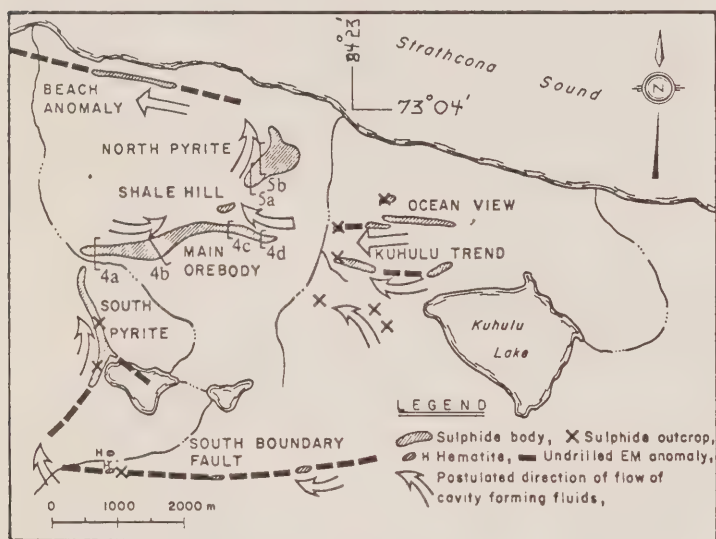 84°23'
Strathcona
Sound
73°04'
N
BEACH
ANOMALY
NORTH PYRITE
5b
5a
SHALE HILL
OCEAN VIEW
4c
4d
MAIN
OREBODY
KUHULU TREND
4a
4b
SOUTH
PYRITE
Kuhulu
Lake
LEGEND
Sulphide body, Sulphide outcrop,
H Hematite, Undrilled EM anomaly,
Postulated direction of flow of
cavity forming fluids,
SOUTH BOUNDARY
FAULT
H
0 1000 2000 m